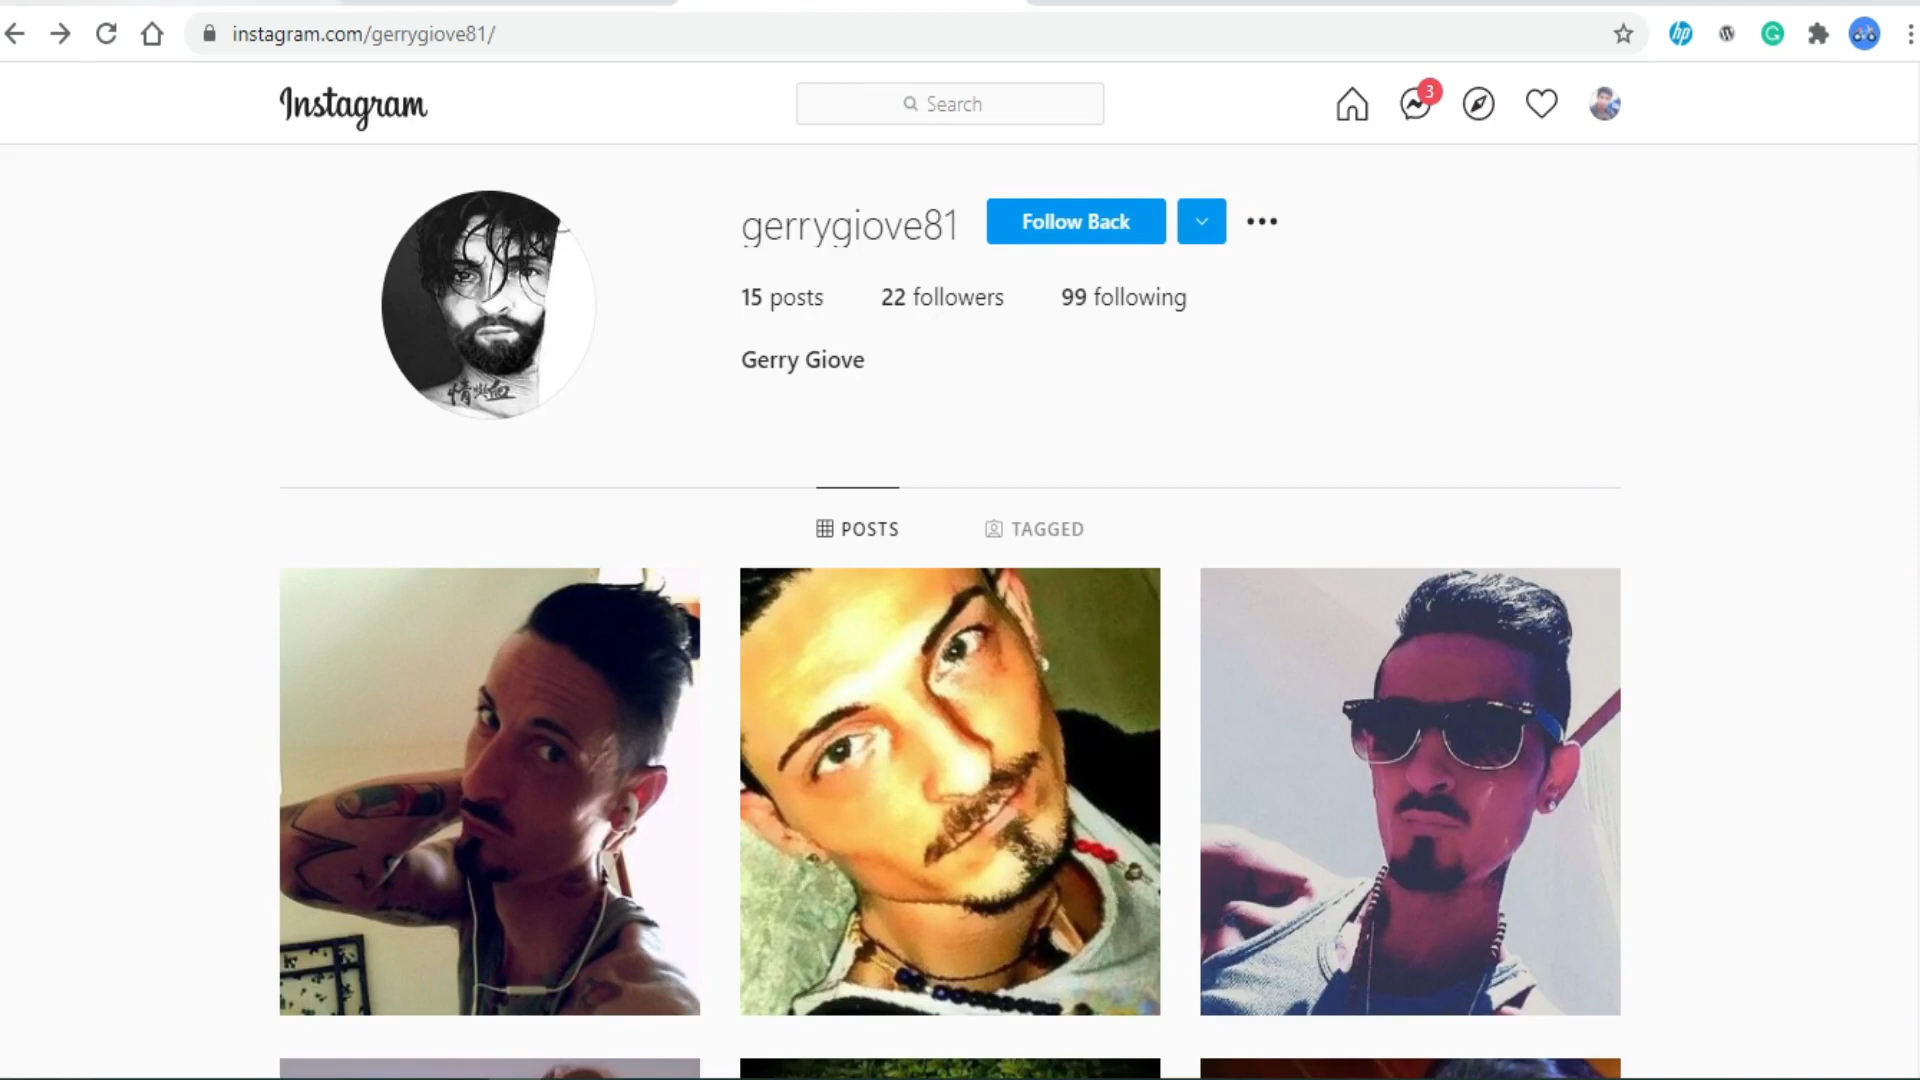 instagram.com/gerrygiove81/
Instagram
Search
3
gerrygiove81
Follow Back
15 posts
22 followers
99 following
Gerry Giove
POSTS
TAGGED